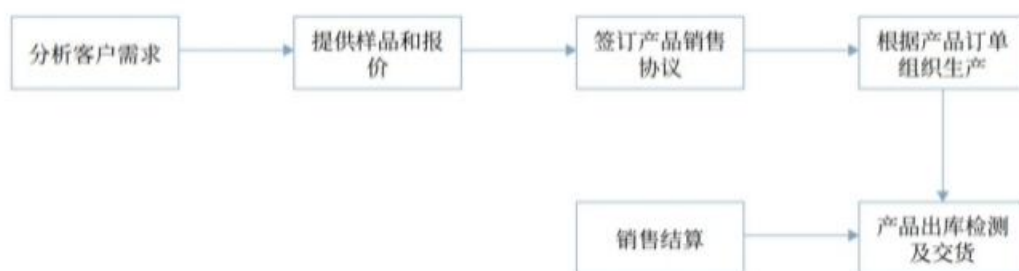 分析客户需求
提供样品和报
价
签订产品销售
协议
根据产品订单
组织生产
销售结算
产品出库检测
及交货